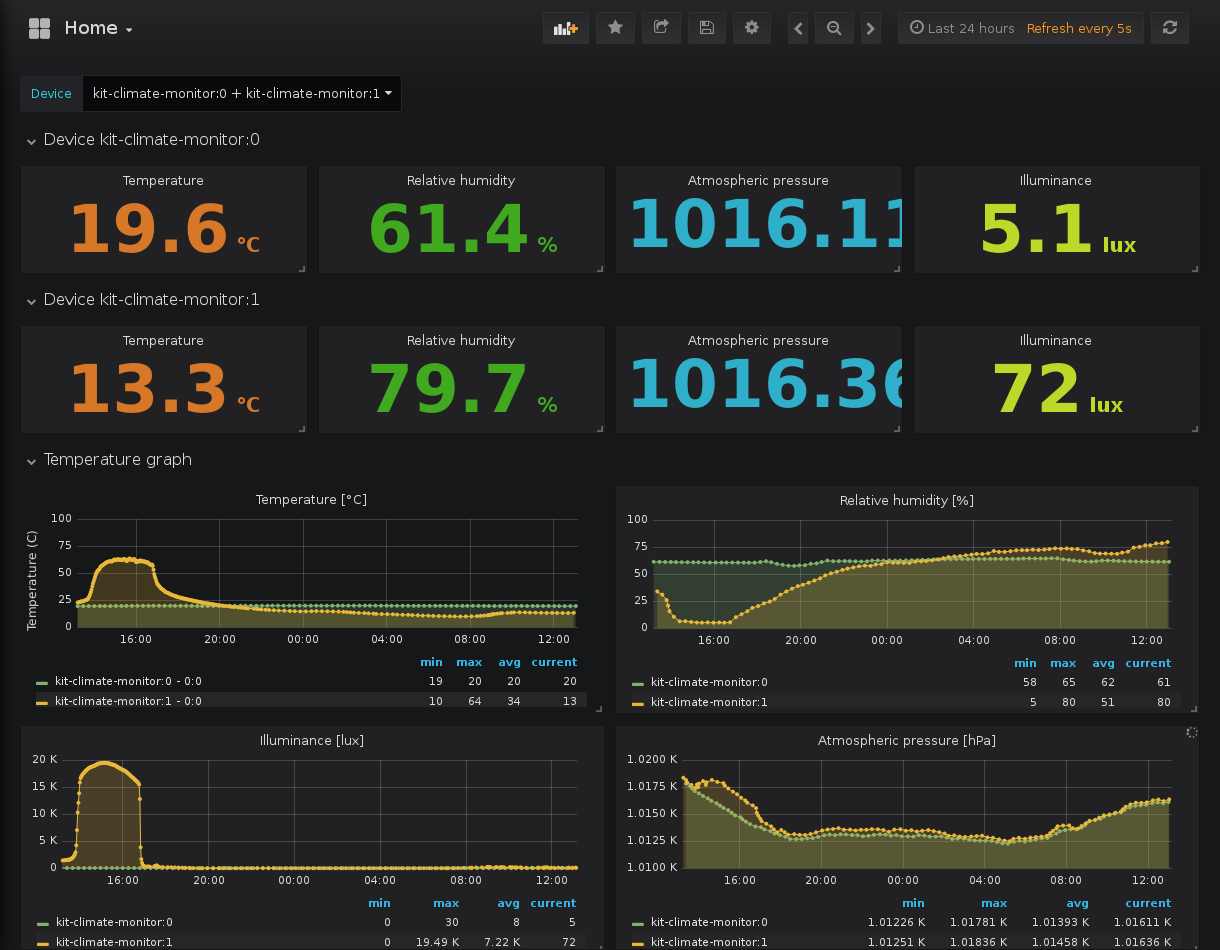 Home
Last 24 hours Refresh every 5s
Device kit-climate-monitor:0 + kit-climate-monitor:1
Device kit-climate-monitor:0
Temperature Relative humidity Atmospheric pressure Illuminance
19.6 °C 61.4 % 1016.11 5.1 lux
Device kit-climate-monitor:1
Temperature Relative humidity Atmospheric pressure Illuminance
13.3 °C 79.7 % 1016.36 72 lux
Temperature graph
Temperature [°C]
Temperature (C)
100
75
50
25
0
16:00 20:00 00:00 04:00 08:00 12:00
min max avg current
kit-climate-monitor:0 - 0:0 19 20 20 20
kit-climate-monitor:1 - 0:0 10 64 34 13
Relative humidity [%]
100
75
50
25
0
16:00 20:00 00:00 04:00 08:00 12:00
min max avg current
kit-climate-monitor:0 58 65 62 61
kit-climate-monitor:1 5 80 51 80
Illuminance [lux]
20 K
15 K
10 K
5 K
0
16:00 20:00 00:00 04:00 08:00 12:00
min max avg current
kit-climate-monitor:0 0 30 8 5
kit-climate-monitor:1 0 19.49 K 7.22 K 72
Atmospheric pressure [hPa]
1.0200 K
1.0175 K
1.0150 K
1.0125 K
1.0100 K
16:00 20:00 00:00 04:00 08:00 12:00
min max avg current
kit-climate-monitor:0 1.01226 K 1.01781 K 1.01393 K 1.01611 K
kit-climate-monitor:1 1.01251 K 1.01836 K 1.01458 K 1.01636 K